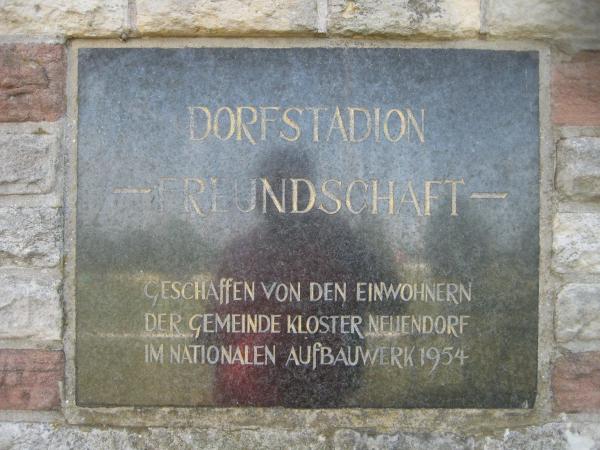 DORFSTADION
— FREUNDSCHAFT —
GESCHAFFEN VON DEN EINWOHNERN
DER GEMEINDE KLOSTER NEUENDORF
IM NATIONALEN AUFBAUWERK 1954